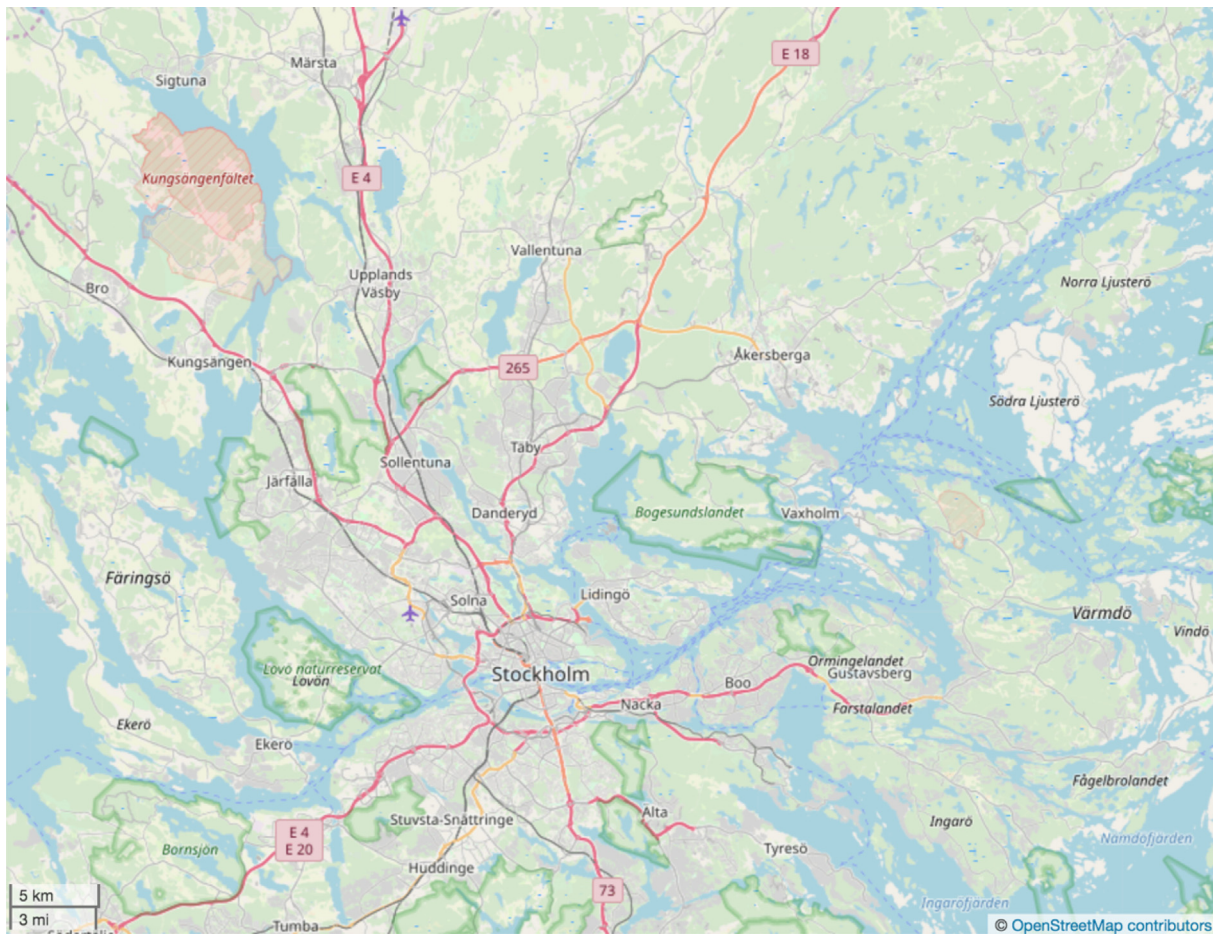 E 18
Märsta
Sigtuna
Kungsängenfältet
E 4
Vallentuna
Upplands
Väsby
Norra Ljusterö
Bro
Åkersberga
Kungsängen
265
Södra Ljusterö
Täby
Sollentuna
Järfälla
Danderyd
Bogesundslandet
Vaxholm
Färingsö
Solna
Lidingö
Värmdö
Vindö
Lovö naturreservat
Lovön
Stockholm
Ormingelandet
Gustavsberg
Boo
Nacka
Farstalandet
Ekerö
Ekerö
Fågelbrolandet
Älta
Stuvsta-Snättringe
Ingarö
E 4
E 20
Bornsjön
Tyresö
Nämdöfjärden
Huddinge
73
5 km
3 mi
Ingaröfjärden
Tumba
© OpenStreetMap contributors